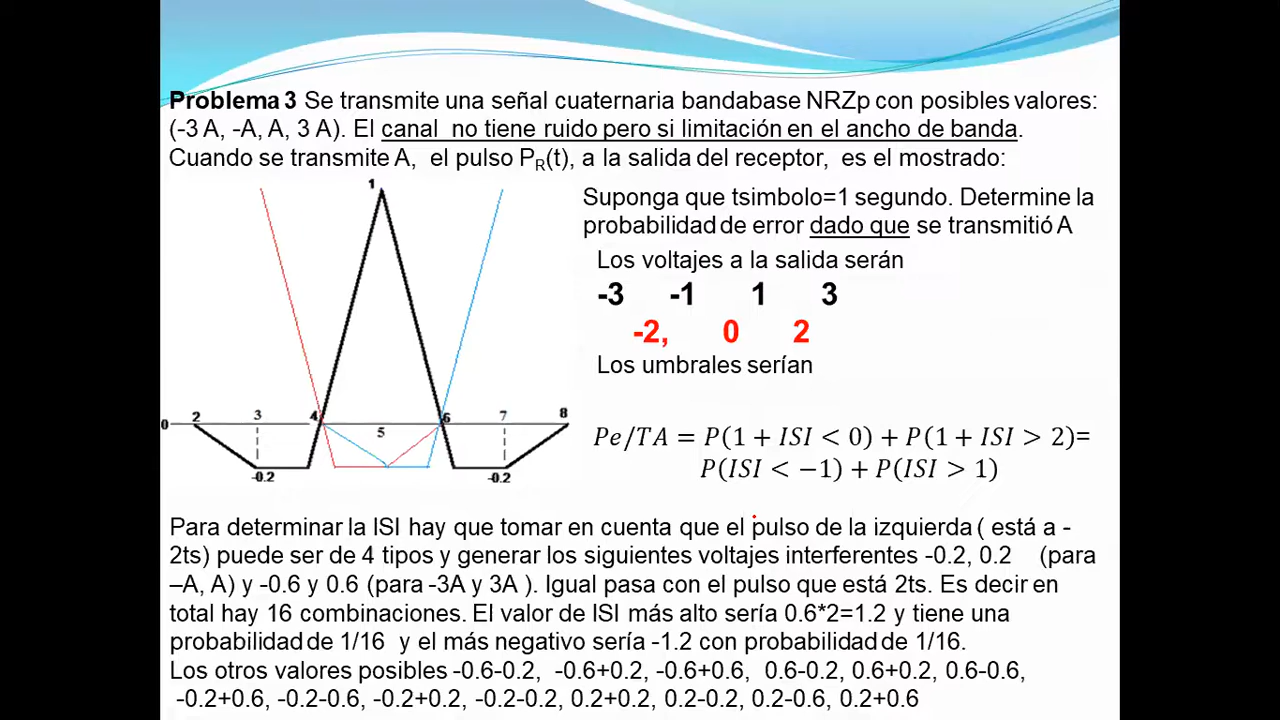 Problema 3 Se transmite una señal cuaternaria bandabase NRZp con posibles valores:
(-3 A, -A, A, 3 A). El canal no tiene ruido pero si limitación en el ancho de banda.
Cuando se transmite A, el pulso PR(t), a la salida del receptor, es el mostrado:
1
0
2
3
4
5
6
7
8
-0.2
-0.2
Suponga que tsimbolo=1 segundo. Determine la
probabilidad de error dado que se transmitió A
Los voltajes a la salida serán
-3 -1 1 3
-2, 0 2
Los umbrales serían
Pe/TA = P(1 + ISI < 0) + P(1 + ISI > 2)=
P(ISI < −1) + P(ISI > 1)
Para determinar la ISI hay que tomar en cuenta que el pulso de la izquierda ( está a -
2ts) puede ser de 4 tipos y generar los siguientes voltajes interferentes -0.2, 0.2 (para
–A, A) y -0.6 y 0.6 (para -3A y 3A ). Igual pasa con el pulso que está 2ts. Es decir en
total hay 16 combinaciones. El valor de ISI más alto sería 0.6*2=1.2 y tiene una
probabilidad de 1/16 y el más negativo sería -1.2 con probabilidad de 1/16.
Los otros valores posibles -0.6-0.2, -0.6+0.2, -0.6+0.6, 0.6-0.2, 0.6+0.2, 0.6-0.6,
-0.2+0.6, -0.2-0.6, -0.2+0.2, -0.2-0.2, 0.2+0.2, 0.2-0.2, 0.2-0.6, 0.2+0.6